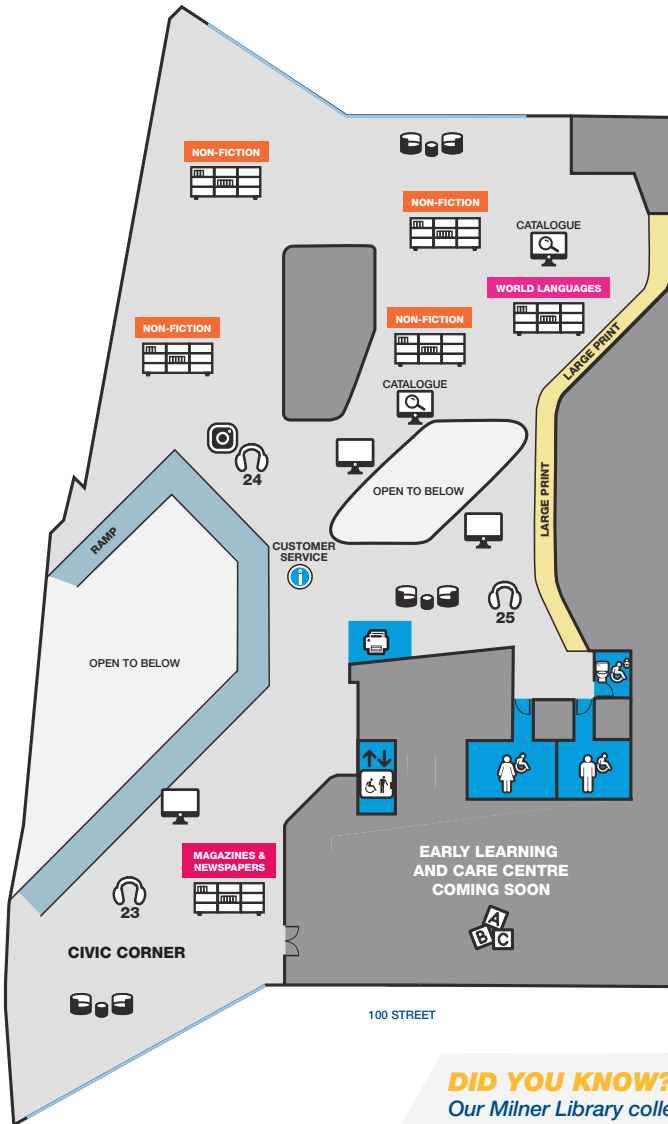 NON-FICTION
NON-FICTION
CATALOGUE
WORLD LANGUAGES
NON-FICTION
NON-FICTION
LARGE PRINT
CATALOGUE
24
OPEN TO BELOW
LARGE PRINT
RAMP
CUSTOMER
SERVICE
i
25
OPEN TO BELOW
MAGAZINES &
NEWSPAPERS
EARLY LEARNING
AND CARE CENTRE
COMING SOON
23
A
B C
CIVIC CORNER
100 STREET
DID YOU KNOW?
Our Milner Library colle